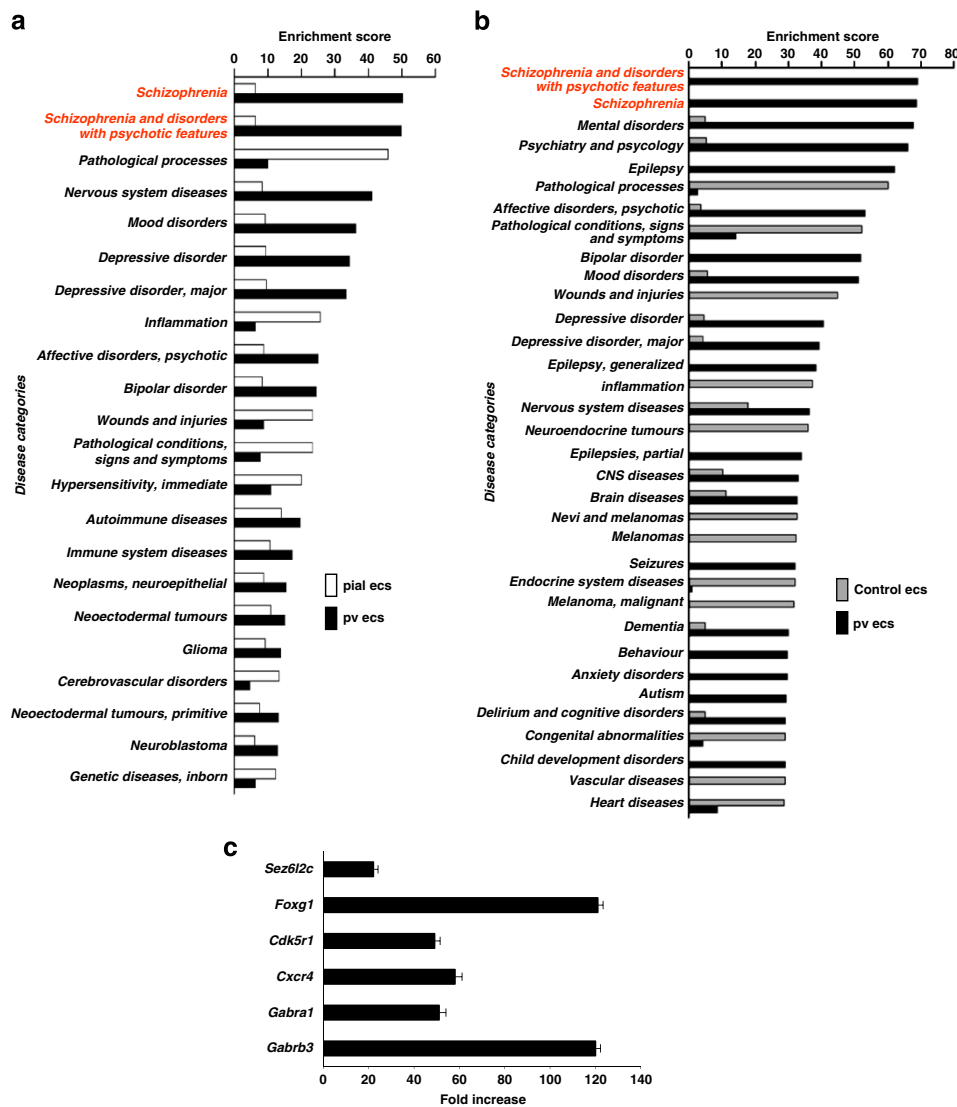 a
Enrichment score
0 10 20 30 40 50 60
Schizophrenia
Schizophrenia and disorders
with psychotic features
Pathological processes
Nervous system diseases
Mood disorders
Depressive disorder
Depressive disorder, major
Inflammation
Affective disorders, psychotic
Bipolar disorder
Wounds and injuries
Pathological conditions,
signs and symptoms
Hypersensitivity, immediate
Autoimmune diseases
Immune system diseases
Neoplasms, neuroepithelial
Neoectodermal tumours
Glioma
Cerebrovascular disorders
Neoectodermal tumours, primitive
Neuroblastoma
Genetic diseases, inborn
Disease categories
pial ecs
pv ecs
b
Enrichment score
0 10 20 30 40 50 60 70 80
Schizophrenia and disorders
with psychotic features
Schizophrenia
Mental disorders
Psychiatry and psycology
Epilepsy
Pathological processes
Affective disorders, psychotic
Pathological conditions, signs
and symptoms
Bipolar disorder
Mood disorders
Wounds and injuries
Depressive disorder
Depressive disorder, major
Epilepsy, generalized
inflammation
Nervous system diseases
Neuroendocrine tumours
Epilepsies, partial
CNS diseases
Brain diseases
Nevi and melanomas
Melanomas
Seizures
Endocrine system diseases
Melanoma, malignant
Dementia
Behaviour
Anxiety disorders
Autism
Delirium and cognitive disorders
Congenital abnormalities
Child development disorders
Vascular diseases
Heart diseases
Disease categories
Control ecs
pv ecs
c
Sez6l2c
Foxg1
Cdk5r1
Cxcr4
Gabra1
Gabrb3
0 20 40 60 80 100 120 140
Fold increase